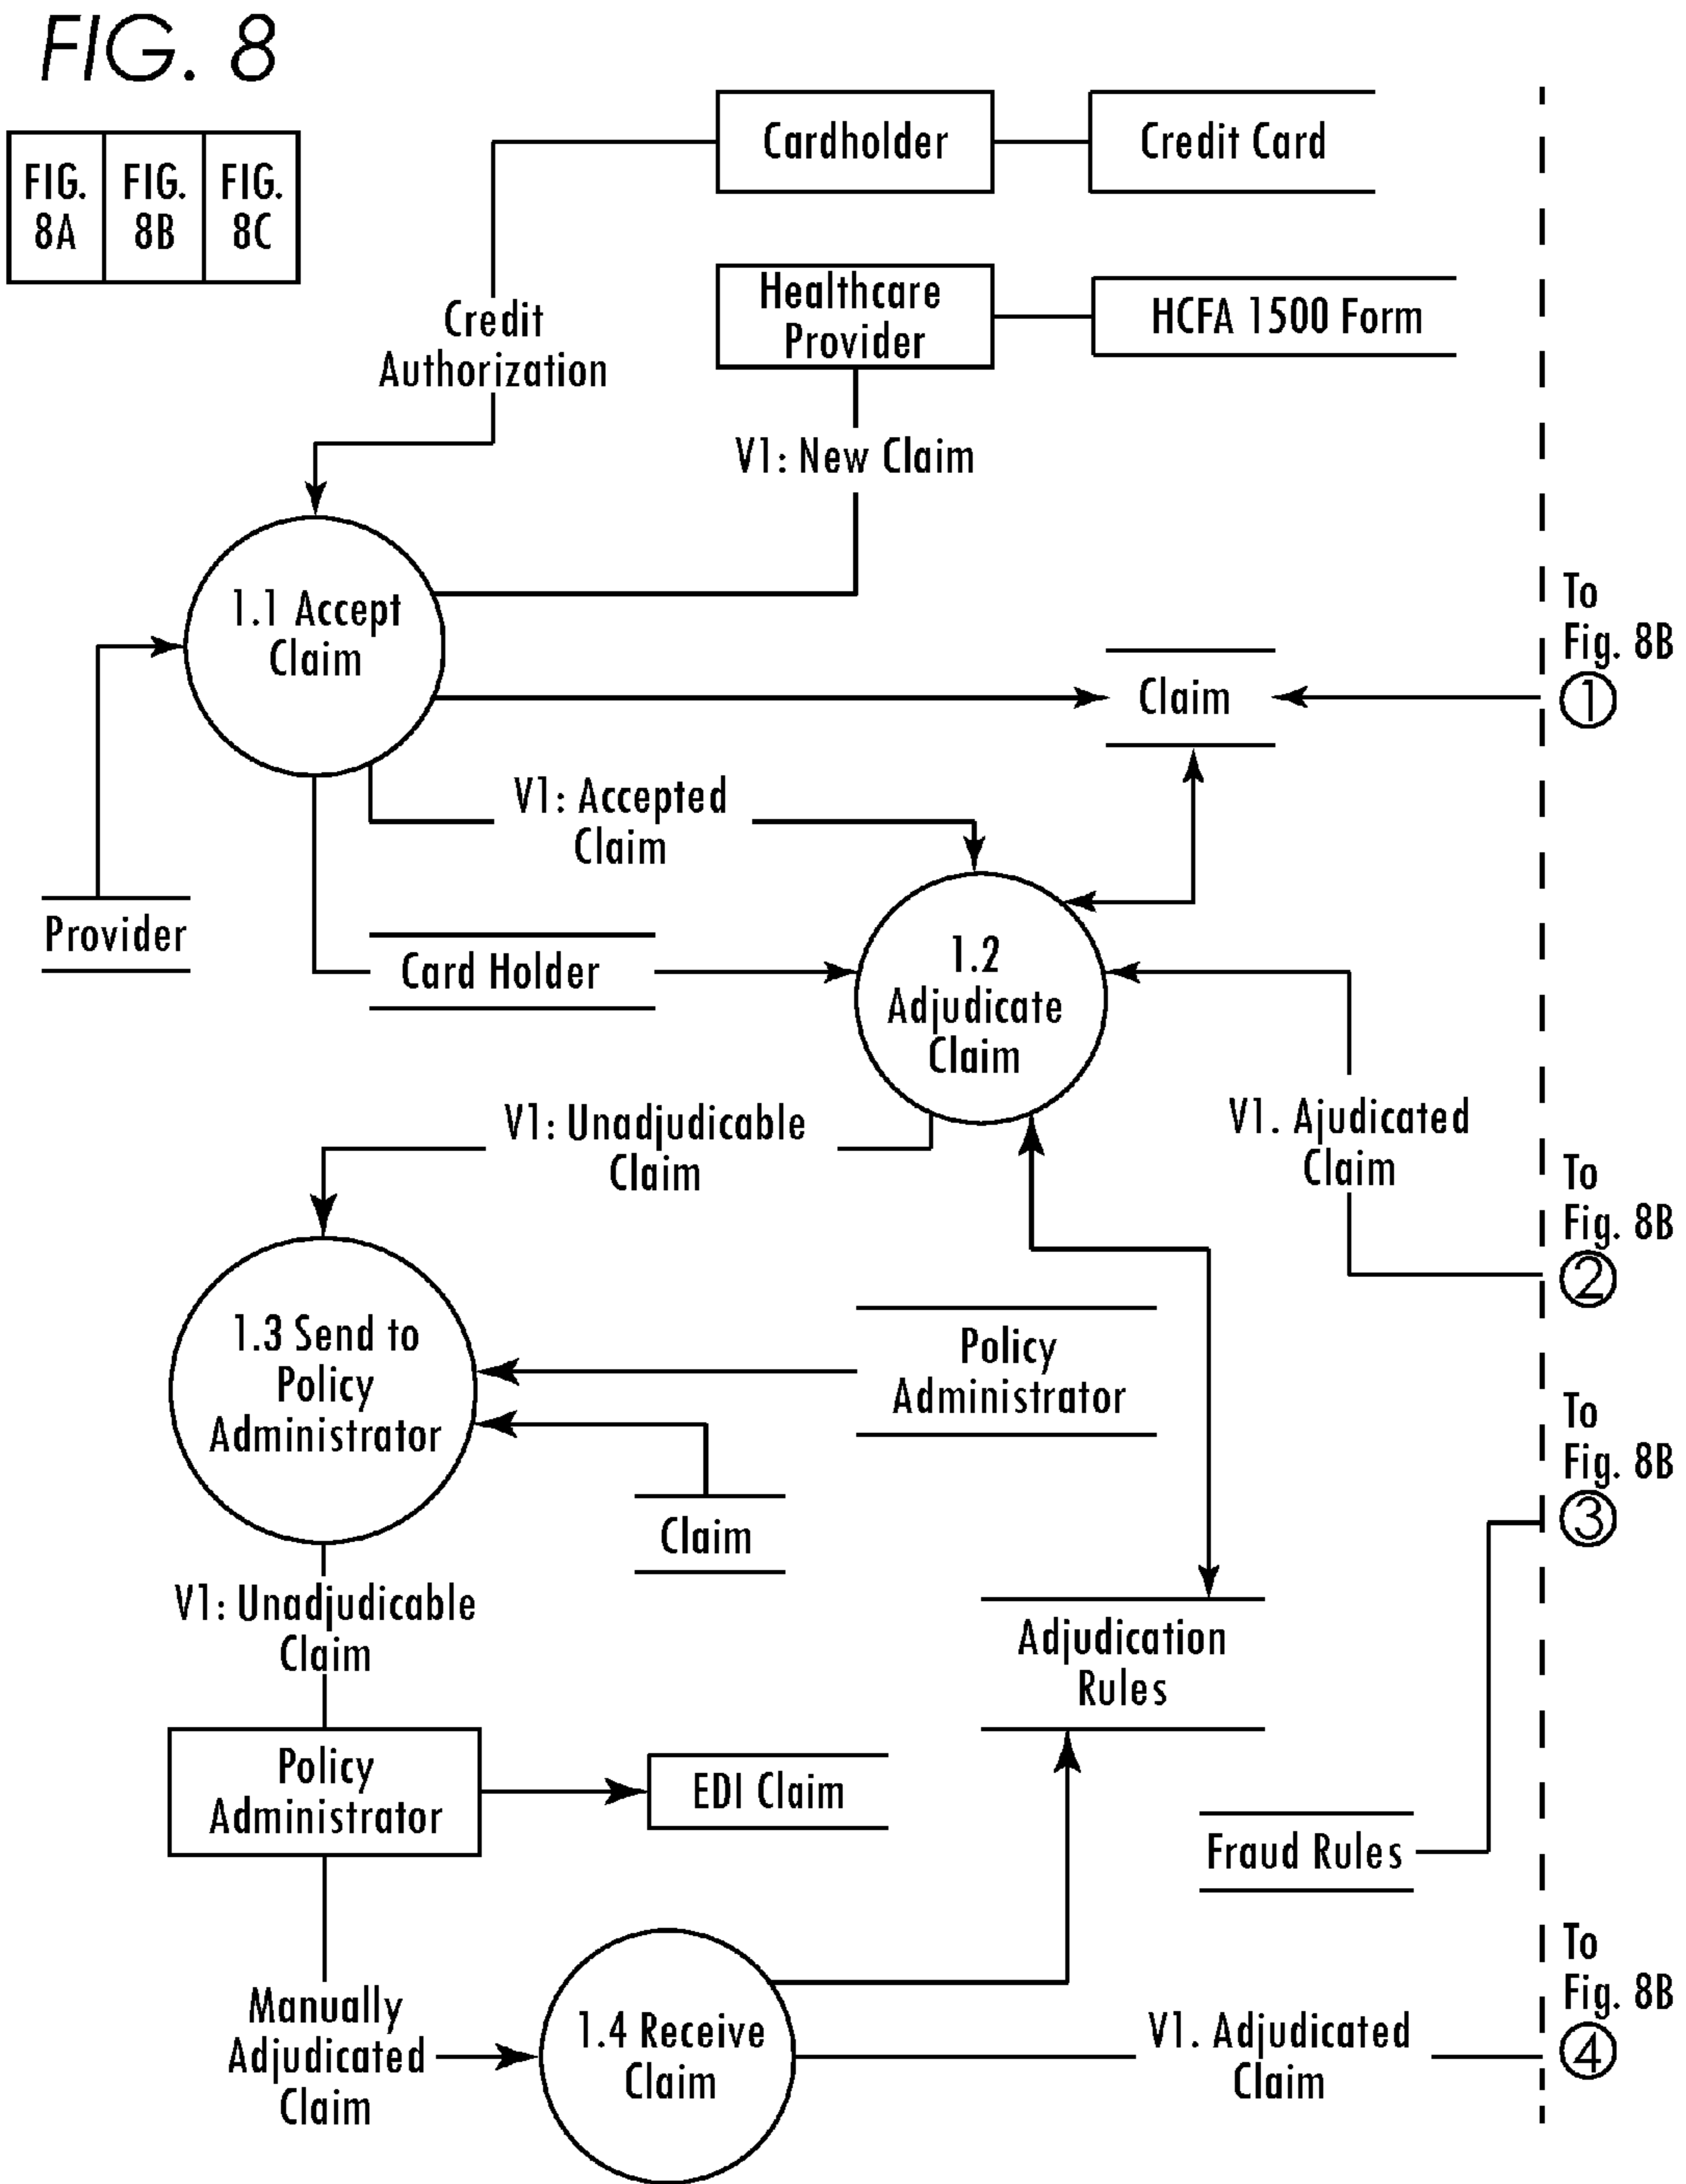 FIG. 8
FIG.
8A
FIG.
8B
FIG.
8C
Cardholder
Credit Card
Healthcare
Provider
HCFA 1500 Form
Credit
Authorization
V1: New Claim
1.1 Accept
Claim
To
Fig. 8B
1
Claim
V1: Accepted
Claim
Provider
Card Holder
1.2
Adjudicate
Claim
V1: Unadjudicable
Claim
V1. Ajudicated
Claim
To
Fig. 8B
2
1.3 Send to
Policy
Administrator
Policy
Administrator
Claim
To
Fig. 8B
3
V1: Unadjudicable
Claim
Adjudication
Rules
Policy
Administrator
EDI Claim
Fraud Rules
Manually
Adjudicated
Claim
1.4 Receive
Claim
V1. Adjudicated
Claim
To
Fig. 8B
4